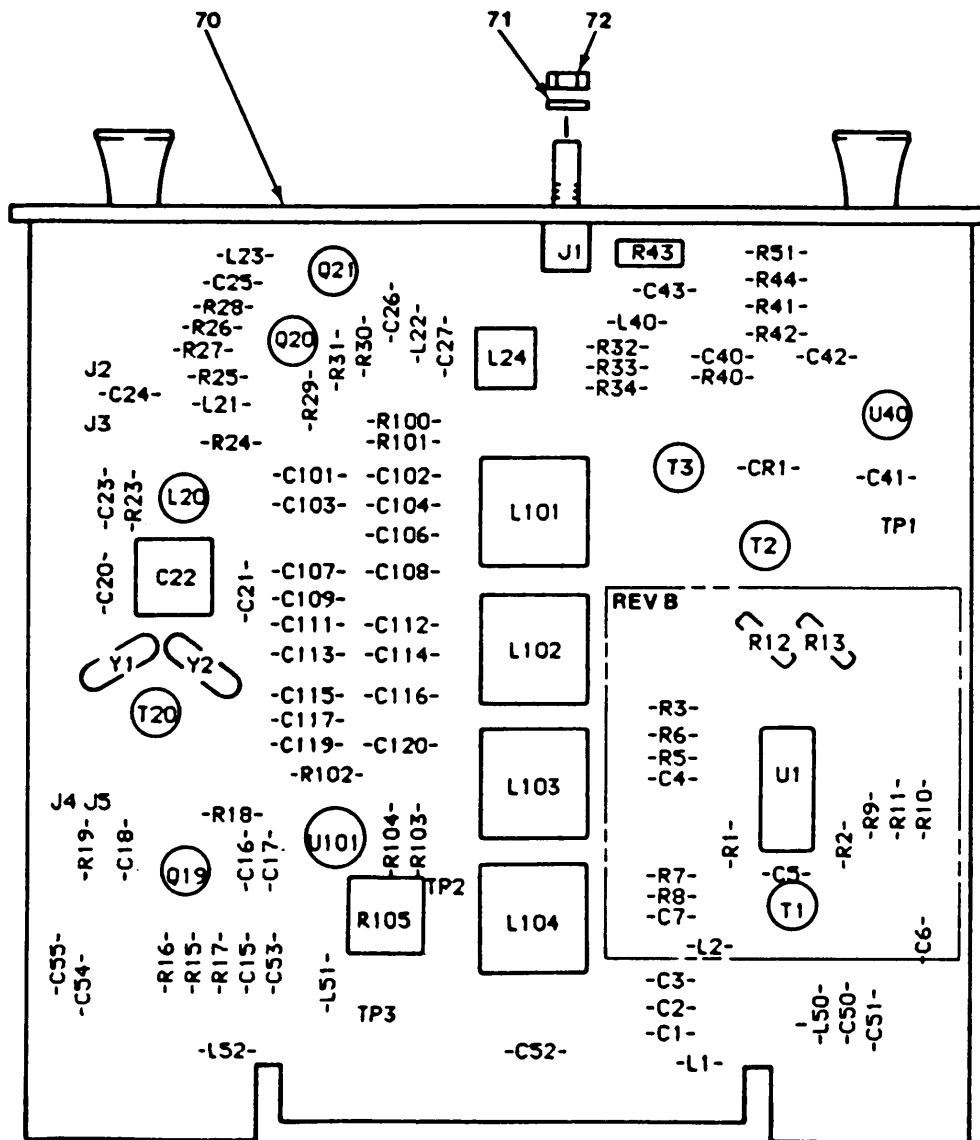 70
71
72
-L23-
Q21
J1
R43
-R51-
-C25-
-R44-
-R28-
-C26-
-C43-
-R41-
-R26-
Q20
-R31-
-R30-
-L22-
-C27-
L24
-L40-
-R42-
-R27-
-R32-
-C40-
-C42-
J2
-R25-
-R29-
-R33-
-R40-
-C24-
-L21-
-R34-
J3
-R24-
-R100-
-R101-
U40
-C101-
-C102-
T3
-CR1-
-C41-
-C23-
-R23-
L20
-C103-
-C104-
L101
TP1
-C106-
T2
-C20-
C22
-C21-
-C107-
-C108-
-C109-
REV B
-C111-
-C112-
R12
R13
Y1
Y2
-C113-
-C114-
L102
T20
-C115-
-C116-
-R3-
-C117-
-R6-
-C119-
-C120-
-R5-
-R102-
L103
-C4-
U1
J4
J5
-R18-
-R19-
-C18-
-C16-
-C17-
U101
-R104-
-R103-
-R1-
-R2-
-R9-
-R11-
-R10-
Q19
TP2
-R7-
-C5-
R105
L104
-R8-
-C7-
T1
-C55-
-C54-
-R16-
-R15-
-R17-
-C15-
-C53-
-L51-
-L2-
-C6-
-C3-
TP3
-C2-
-L50-
-C50-
-C51-
-C1-
-L52-
-C52-
-L1-